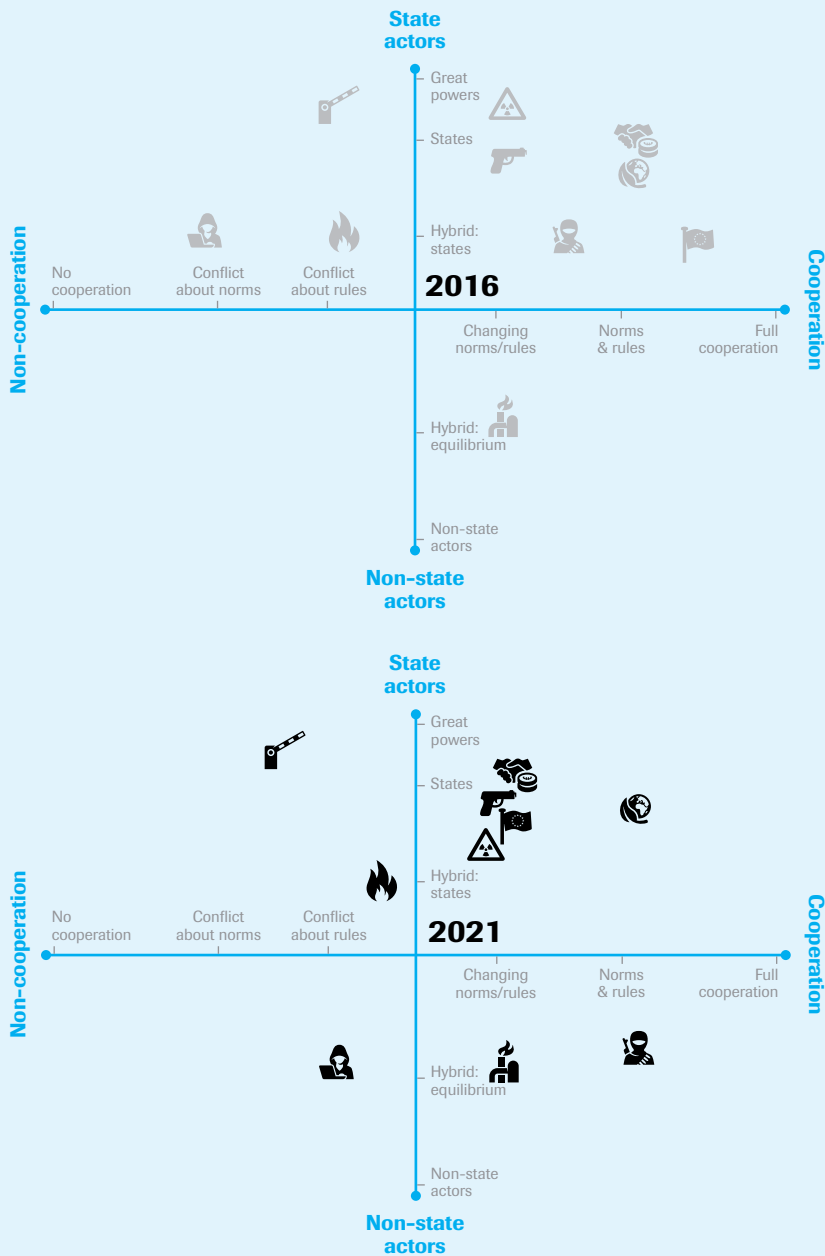 State
actors
Great
powers
States
Hybrid:
states
Non-cooperation
No
cooperation
Conflict
about norms
Conflict
about rules
2016
Cooperation
Changing
norms/rules
Norms
& rules
Full
cooperation
Hybrid:
equilibrium
Non-state
actors
Non-state
actors
State
actors
Great
powers
States
Hybrid:
states
Non-cooperation
No
cooperation
Conflict
about norms
Conflict
about rules
2021
Cooperation
Changing
norms/rules
Norms
& rules
Full
cooperation
Hybrid:
equilibrium
Non-state
actors
Non-state
actors